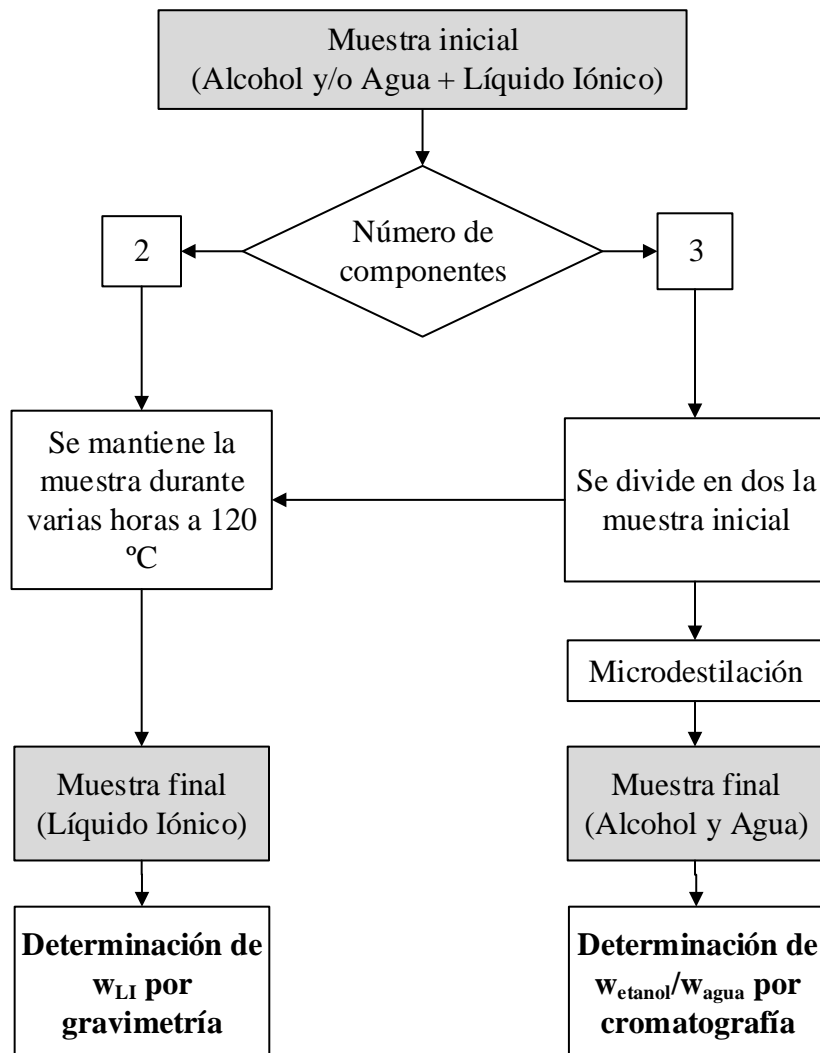 Muestra inicial
(Alcohol y/o Agua + Líquido Iónico)
Número de
componentes
2
3
Se mantiene la
muestra durante
varias horas a 120
ºC
Se divide en dos la
muestra inicial
Microdestilación
Muestra final
(Líquido Iónico)
Muestra final
(Alcohol y Agua)
Determinación de
wLI por
gravimetría
Determinación de
wetanol/wagua por
cromatografía